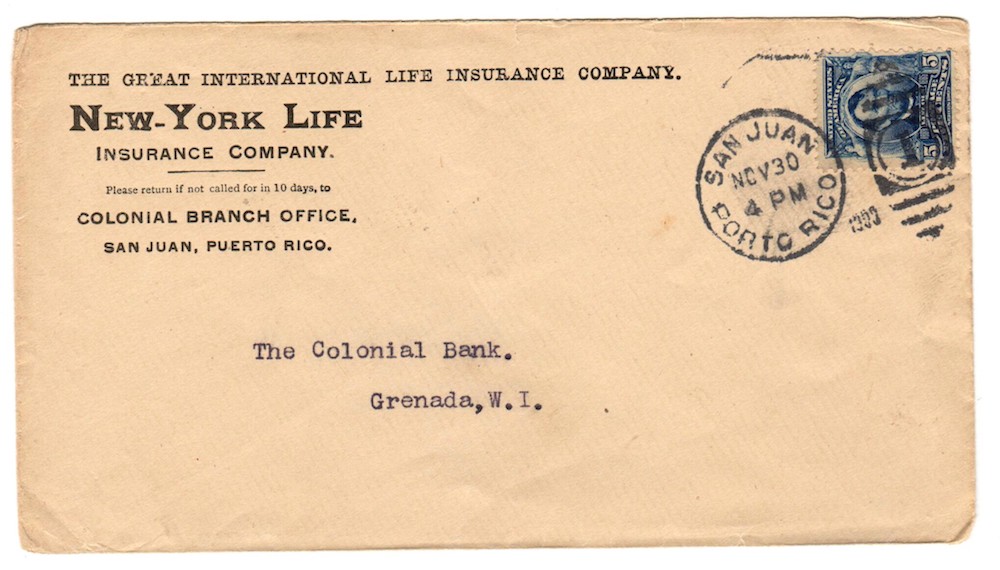 THE GREAT INTERNATIONAL LIFE INSURANCE COMPANY.
NEW-YORK LIFE
INSURANCE COMPANY.
Please return if not called for in 10 days, to
COLONIAL BRANCH OFFICE,
SAN JUAN, PUERTO RICO.
SAN JUAN
NOV 30
4 PM
PORTO RICO
5
5
The Colonial Bank.
Grenada, W.I.